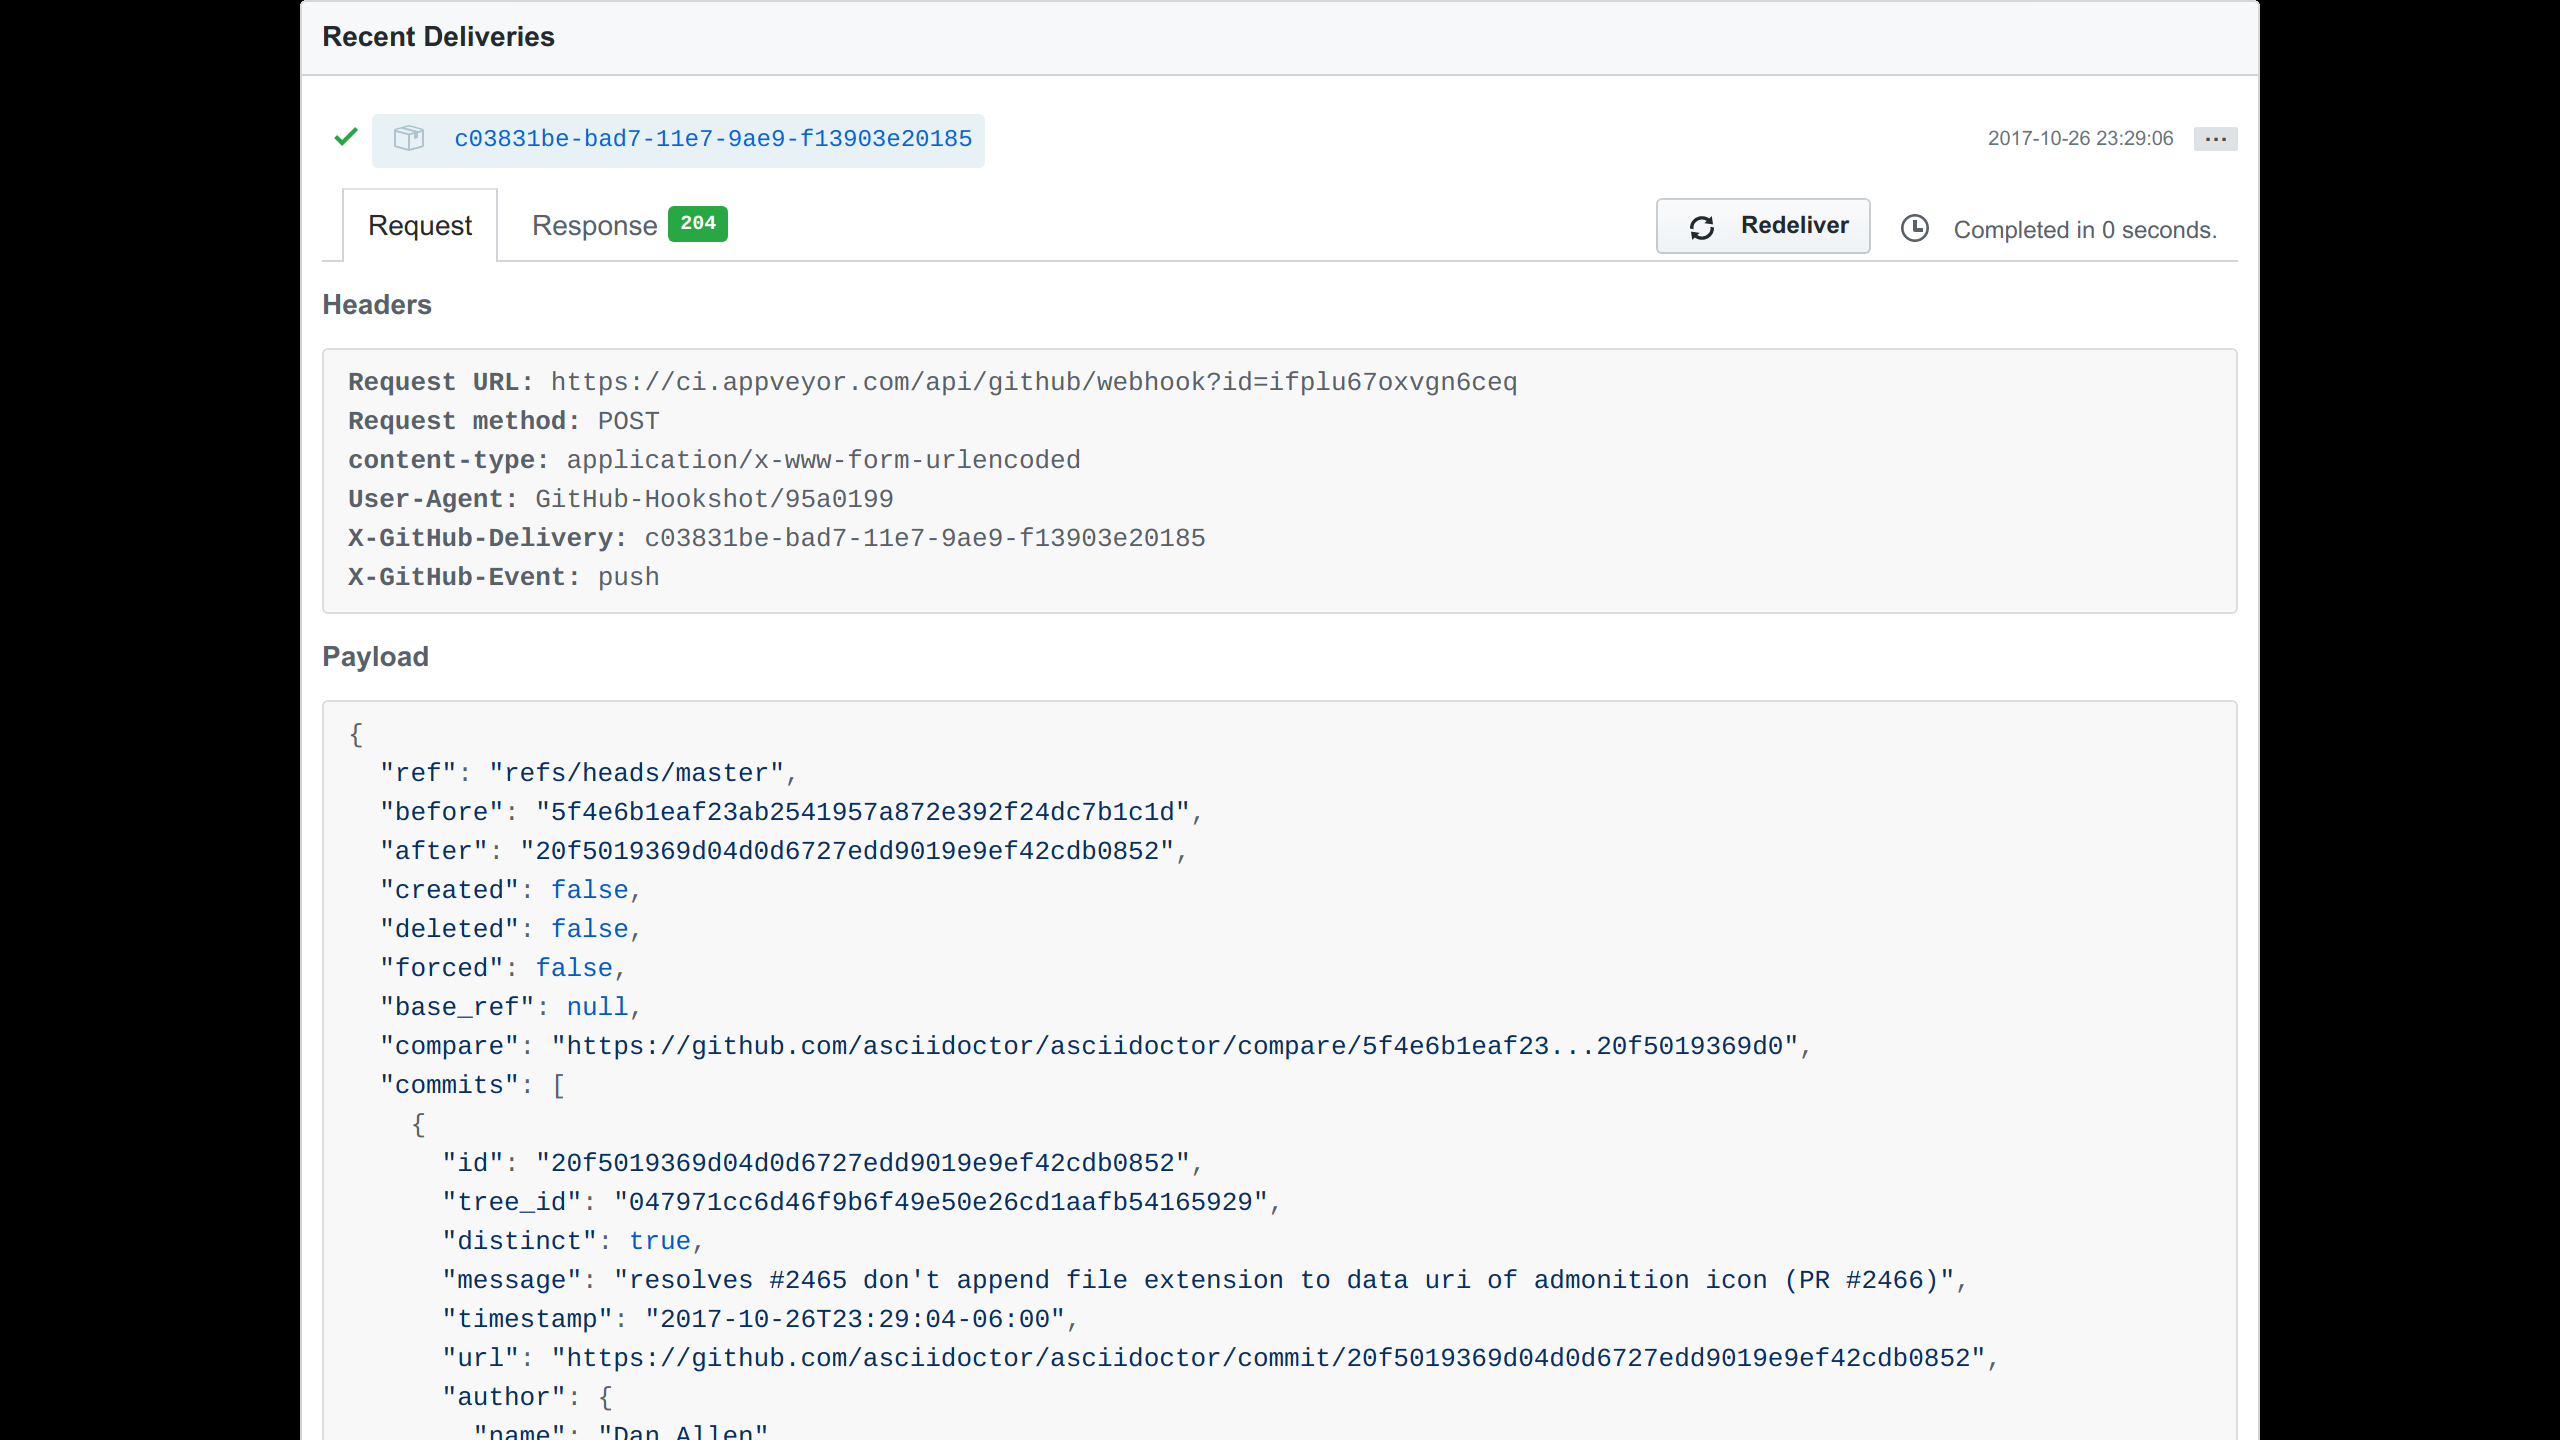 Recent Deliveries
c03831be-bad7-11e7-9ae9-f13903e20185 2017-10-26 23:29:06 ...
Request Response 204 Redeliver Completed in 0 seconds.
Headers
Request URL: https://ci.appveyor.com/api/github/webhook?id=ifplu67oxvgn6ceq
Request method: POST
content-type: application/x-www-form-urlencoded
User-Agent: GitHub-Hookshot/95a0199
X-GitHub-Delivery: c03831be-bad7-11e7-9ae9-f13903e20185
X-GitHub-Event: push
Payload
{
"ref": "refs/heads/master",
"before": "5f4e6b1eaf23ab2541957a872e392f24dc7b1c1d",
"after": "20f5019369d04d0d6727edd9019e9ef42cdb0852",
"created": false,
"deleted": false,
"forced": false,
"base_ref": null,
"compare": "https://github.com/asciidoctor/asciidoctor/compare/5f4e6b1eaf23...20f5019369d0",
"commits": [
{
"id": "20f5019369d04d0d6727edd9019e9ef42cdb0852",
"tree_id": "047971cc6d46f9b6f49e50e26cd1aafb54165929",
"distinct": true,
"message": "resolves #2465 don't append file extension to data uri of admonition icon (PR #2466)",
"timestamp": "2017-10-26T23:29:04-06:00",
"url": "https://github.com/asciidoctor/asciidoctor/commit/20f5019369d04d0d6727edd9019e9ef42cdb0852",
"author": {
"name": "Dan Allen"